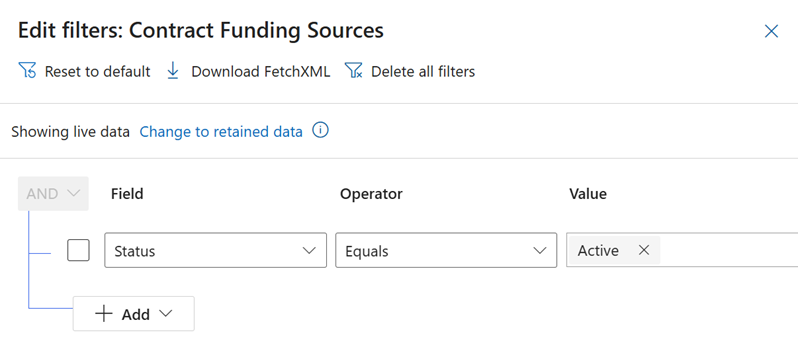 Edit filters: Contract Funding Sources
Reset to default Download FetchXML Delete all filters
Showing live data Change to retained data
AND Field Operator Value
Status Equals Active
Add